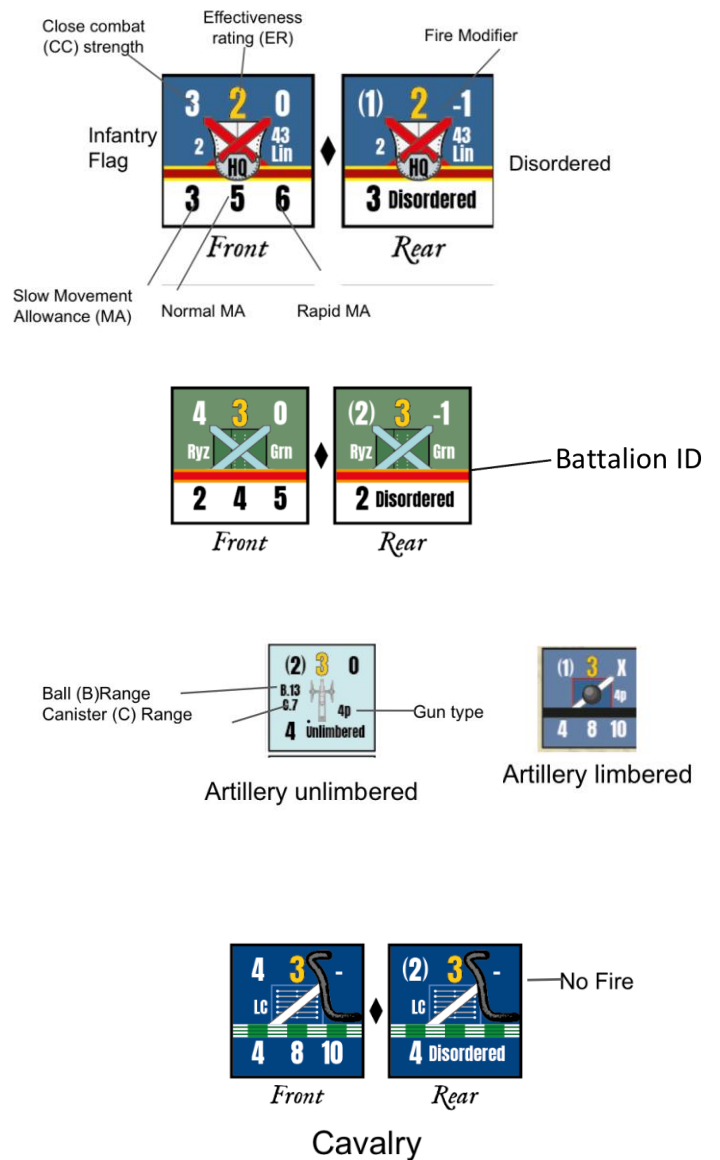 Close combat
(CC) strength
Effectiveness
rating (ER)
Fire Modifier
3 2 0
2 43
Lin
HQ
3 5 6
Infantry
Flag
(1) 2 -1
2 43
Lin
HQ
3 Disordered
Disordered
Front
Rear
Slow Movement
Allowance (MA)
Normal MA
Rapid MA
4 3 0
Ryz Grn
2 4 5
(2) 3 -1
Ryz Grn
2 Disordered
Battalion ID
Front
Rear
(2) 3 0
B.13
C.7
4p
4 Unlimbered
Ball (B)Range
Canister (C) Range
Gun type
(1) 3 X
4p
4 8 10
Artillery unlimbered
Artillery limbered
4 3 -
LC
4 8 10
(2) 3 -
LC
4 Disordered
No Fire
Front
Rear
Cavalry